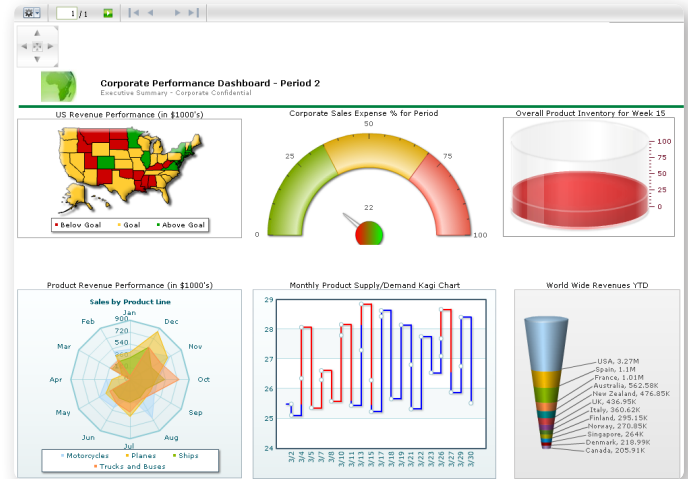 1 / 1
Corporate Performance Dashboard - Period 2
Executive Summary - Corporate Confidential
US Revenue Performance (in $1000's)
Below Goal Goal Above Goal
Corporate Sales Expense % for Period
0 25 50 75 100
22
Overall Product Inventory for Week 15
100
75
50
25
0
Product Revenue Performance (in $1000's)
Sales by Product Line
Jan
Feb Dec
Mar Nov
Apr Oct
May Sep
Jun Aug
Jul
900
720
540
Motorcycles Planes Ships
Trucks and Buses
Monthly Product Supply/Demand Kagi Chart
29
28
27
26
25
24
3/2 3/4 3/5 3/7 3/8 3/10 3/11 3/13 3/15 3/17 3/18 3/19 3/21 3/22 3/23 3/26 3/27 3/29 3/30
World Wide Revenues YTD
USA, 3.27M
Spain, 1.1M
France, 1.01M
Australia, 562.58K
New Zealand, 476.85K
UK, 436.95K
Italy, 360.62K
Finland, 295.15K
Norway, 270.85K
Singapore, 264K
Denmark, 218.99K
Canada, 205.91K